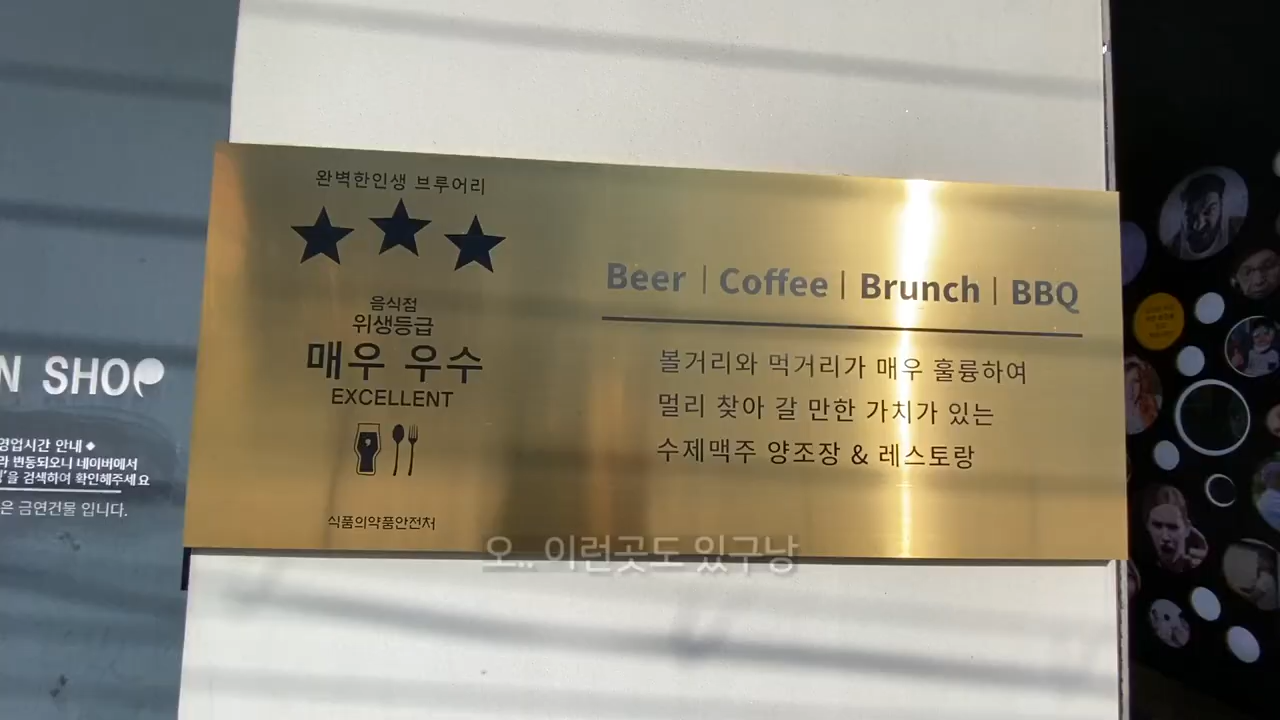 완벽한인생 브루어리
음식점
위생등급
매우 우수
EXCELLENT
식품의약품안전처
Beer | Coffee | Brunch | BBQ
볼거리와 먹거리가 매우 훌륭하여
멀리 찾아 갈 만한 가치가 있는
수제맥주 양조장 & 레스토랑
N SHOP
영업시간 안내◆
변동되오니 네이버에서
검색하여 확인해주세요
은 금연건물 입니다.
오.. 이런곳도 있구낭